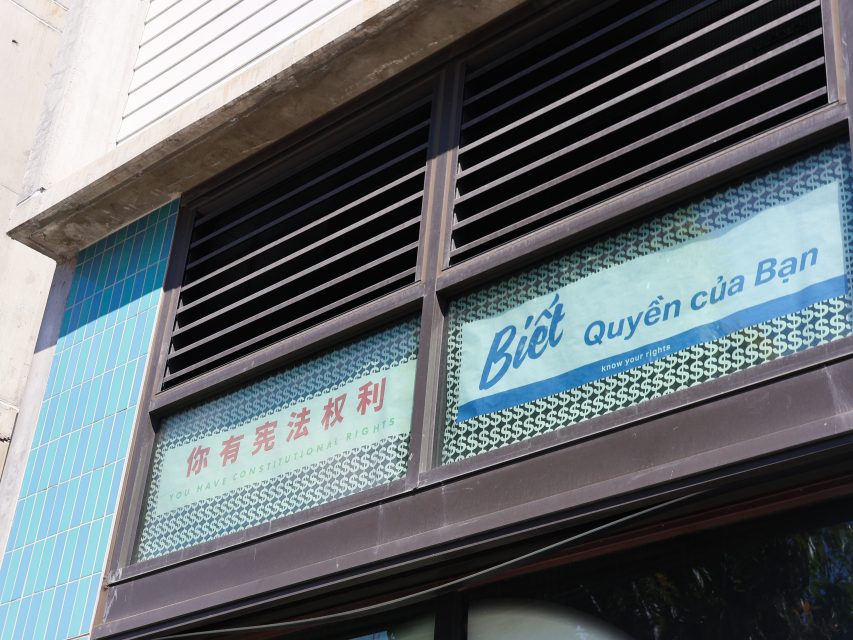 你有宪法权利
YOU HAVE CONSTITUTIONAL RIGHTS
Biết Quyền của Bạn
know your rights